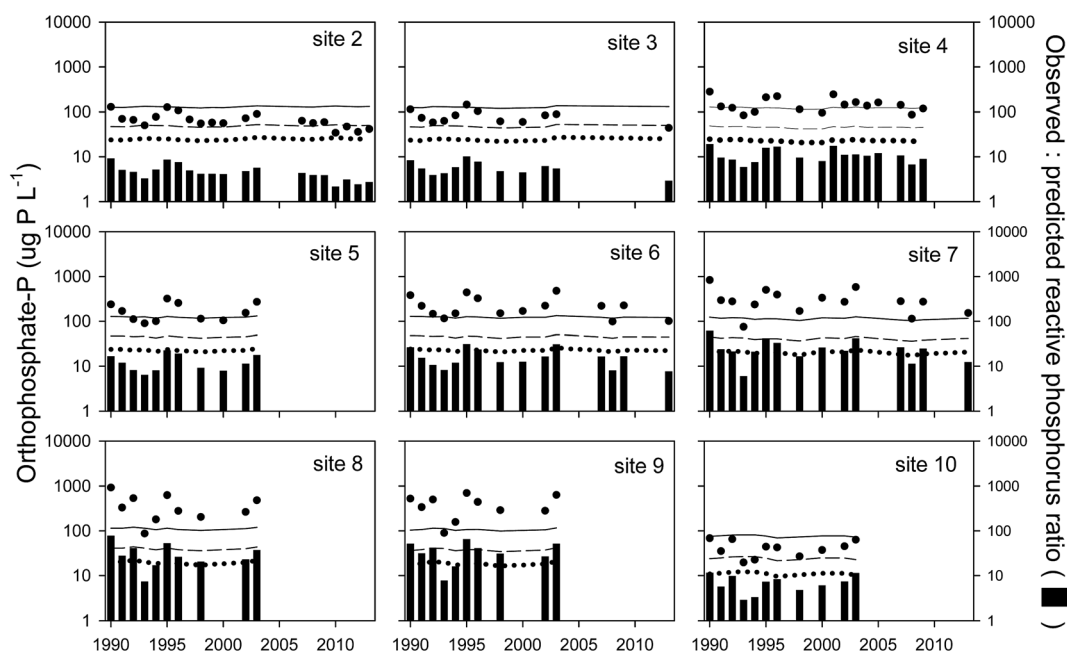 Orthophosphate-P (ug P L-1)
Observed : predicted reactive phosphorus ratio ( )
10000 site 2 site 3 site 4 10000
1000 1000
100 100
10 10
1 1
10000 site 5 site 6 site 7 10000
1000 1000
100 100
10 10
1 1
10000 site 8 site 9 site 10 10000
1000 1000
100 100
10 10
1 1
1990 1995 2000 2005 2010 1990 1995 2000 2005 2010 1990 1995 2000 2005 2010